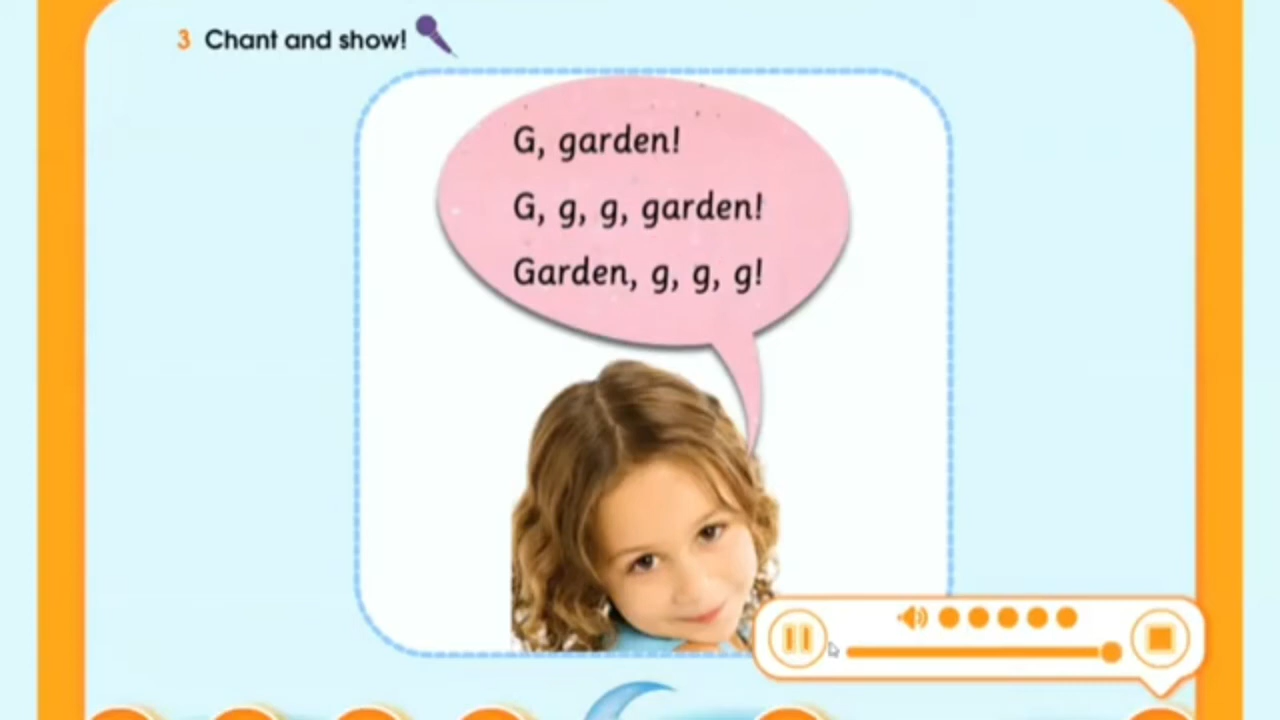 3 Chant and show!
G, garden!
G, g, g, garden!
Garden, g, g, g!